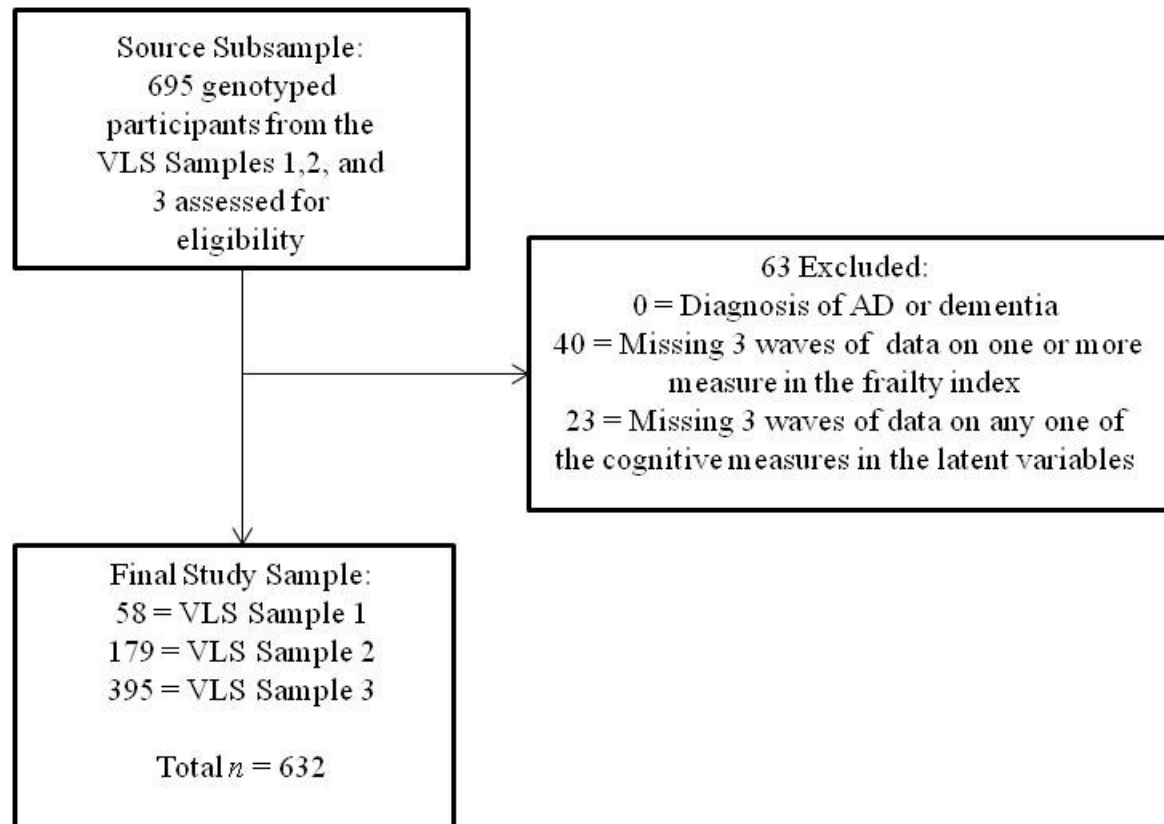 Source Subsample:
695 genotyped
participants from the
VLS Samples 1,2, and
3 assessed for
eligibility
63 Excluded:
0 = Diagnosis of AD or dementia
40 = Missing 3 waves of data on one or more
measure in the frailty index
23 = Missing 3 waves of data on any one of
the cognitive measures in the latent variables
Final Study Sample:
58 = VLS Sample 1
179 = VLS Sample 2
395 = VLS Sample 3
Total n = 632